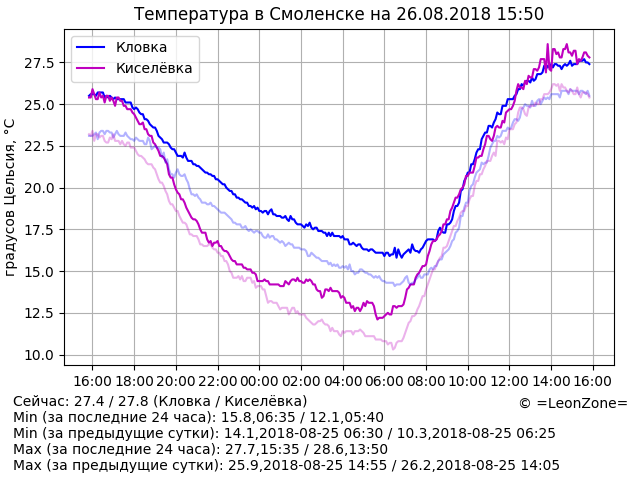 Температура в Смоленске на 26.08.2018 15:50
Кловка
Киселёвка
градусов Цельсия, °C
27.5
25.0
22.5
20.0
17.5
15.0
12.5
10.0
16:00 18:00 20:00 22:00 00:00 02:00 04:00 06:00 08:00 10:00 12:00 14:00 16:00
Сейчас: 27.4 / 27.8 (Кловка / Киселёвка)
© =LeonZone=
Min (за последние 24 часа): 15.8,06:35 / 12.1,05:40
Min (за предыдущие сутки): 14.1,2018-08-25 06:30 / 10.3,2018-08-25 06:25
Max (за последние 24 часа): 27.7,15:35 / 28.6,13:50
Max (за предыдущие сутки): 25.9,2018-08-25 14:55 / 26.2,2018-08-25 14:05